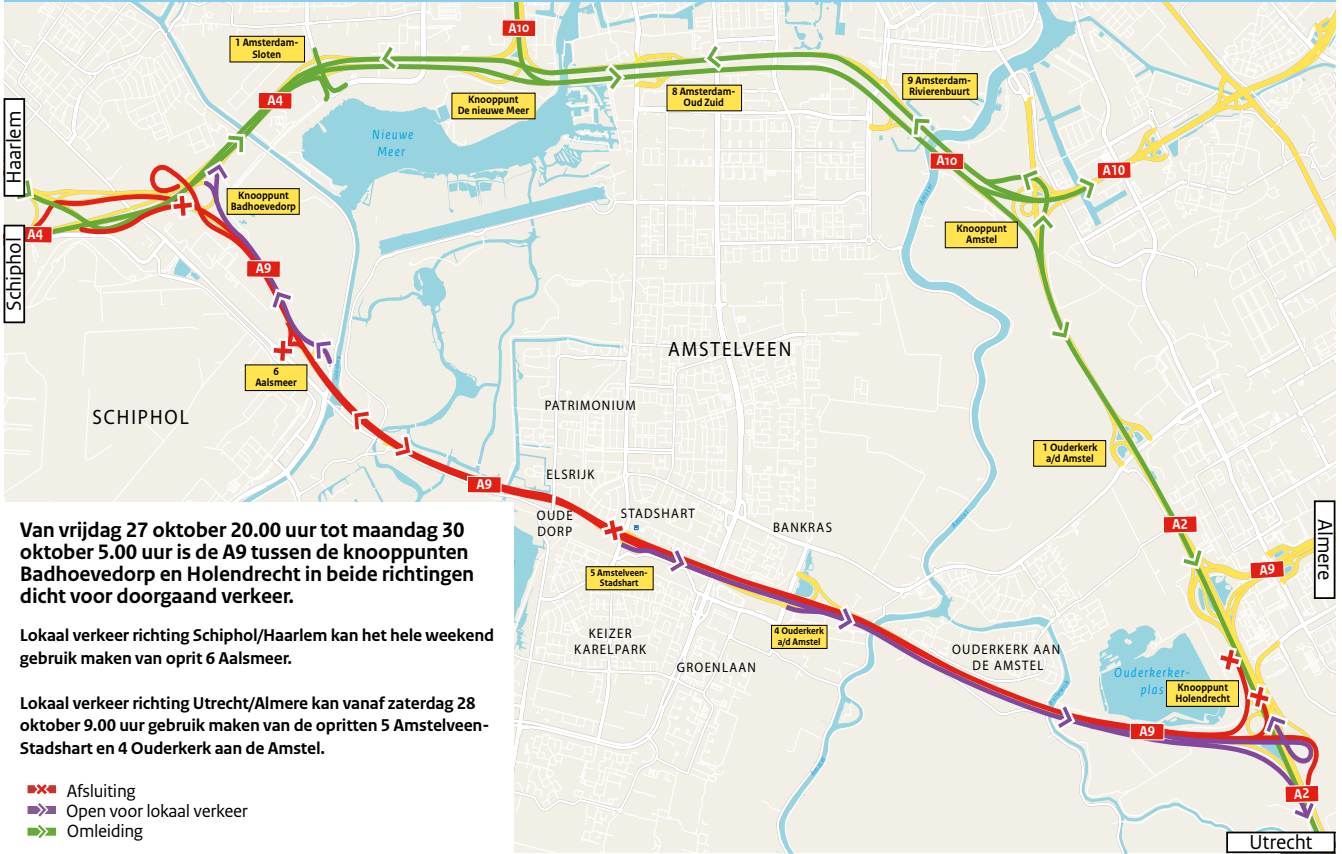 A10
1 Amsterdam-
Sloten
A4
Knooppunt
De nieuwe Meer
8 Amsterdam-
Oud Zuid
9 Amsterdam-
Rivierenbuurt
Haarlem
Nieuwe
Meer
A10
A10
Knooppunt
Badhoevedorp
A4
Schiphol
Knooppunt
Amstel
A9
6
Aalsmeer
AMSTELVEEN
SCHIPHOL
PATRIMONIUM
1 Ouderkerk
a/d Amstel
ELSRIJK
A9
OUDE
DORP
STADSHART
BANKRAS
A2
A9
Almere
5 Amstelveen-
Stadshart
4 Ouderkerk
a/d Amstel
KEIZER
KARELPARK
GROENLAAN
OUDERKERK AAN
DE AMSTEL
Ouderkerker-
plas
Knooppunt
Holendrecht
A9
A2
Utrecht
Van vrijdag 27 oktober 20.00 uur tot maandag 30
oktober 5.00 uur is de A9 tussen de knooppunten
Badhoevedorp en Holendrecht in beide richtingen
dicht voor doorgaand verkeer.
Lokaal verkeer richting Schiphol/Haarlem kan het hele weekend
gebruik maken van oprit 6 Aalsmeer.
Lokaal verkeer richting Utrecht/Almere kan vanaf zaterdag 28
oktober 9.00 uur gebruik maken van de opritten 5 Amstelveen-
Stadshart en 4 Ouderkerk aan de Amstel.
Afsluiting
Open voor lokaal verkeer
Omleiding